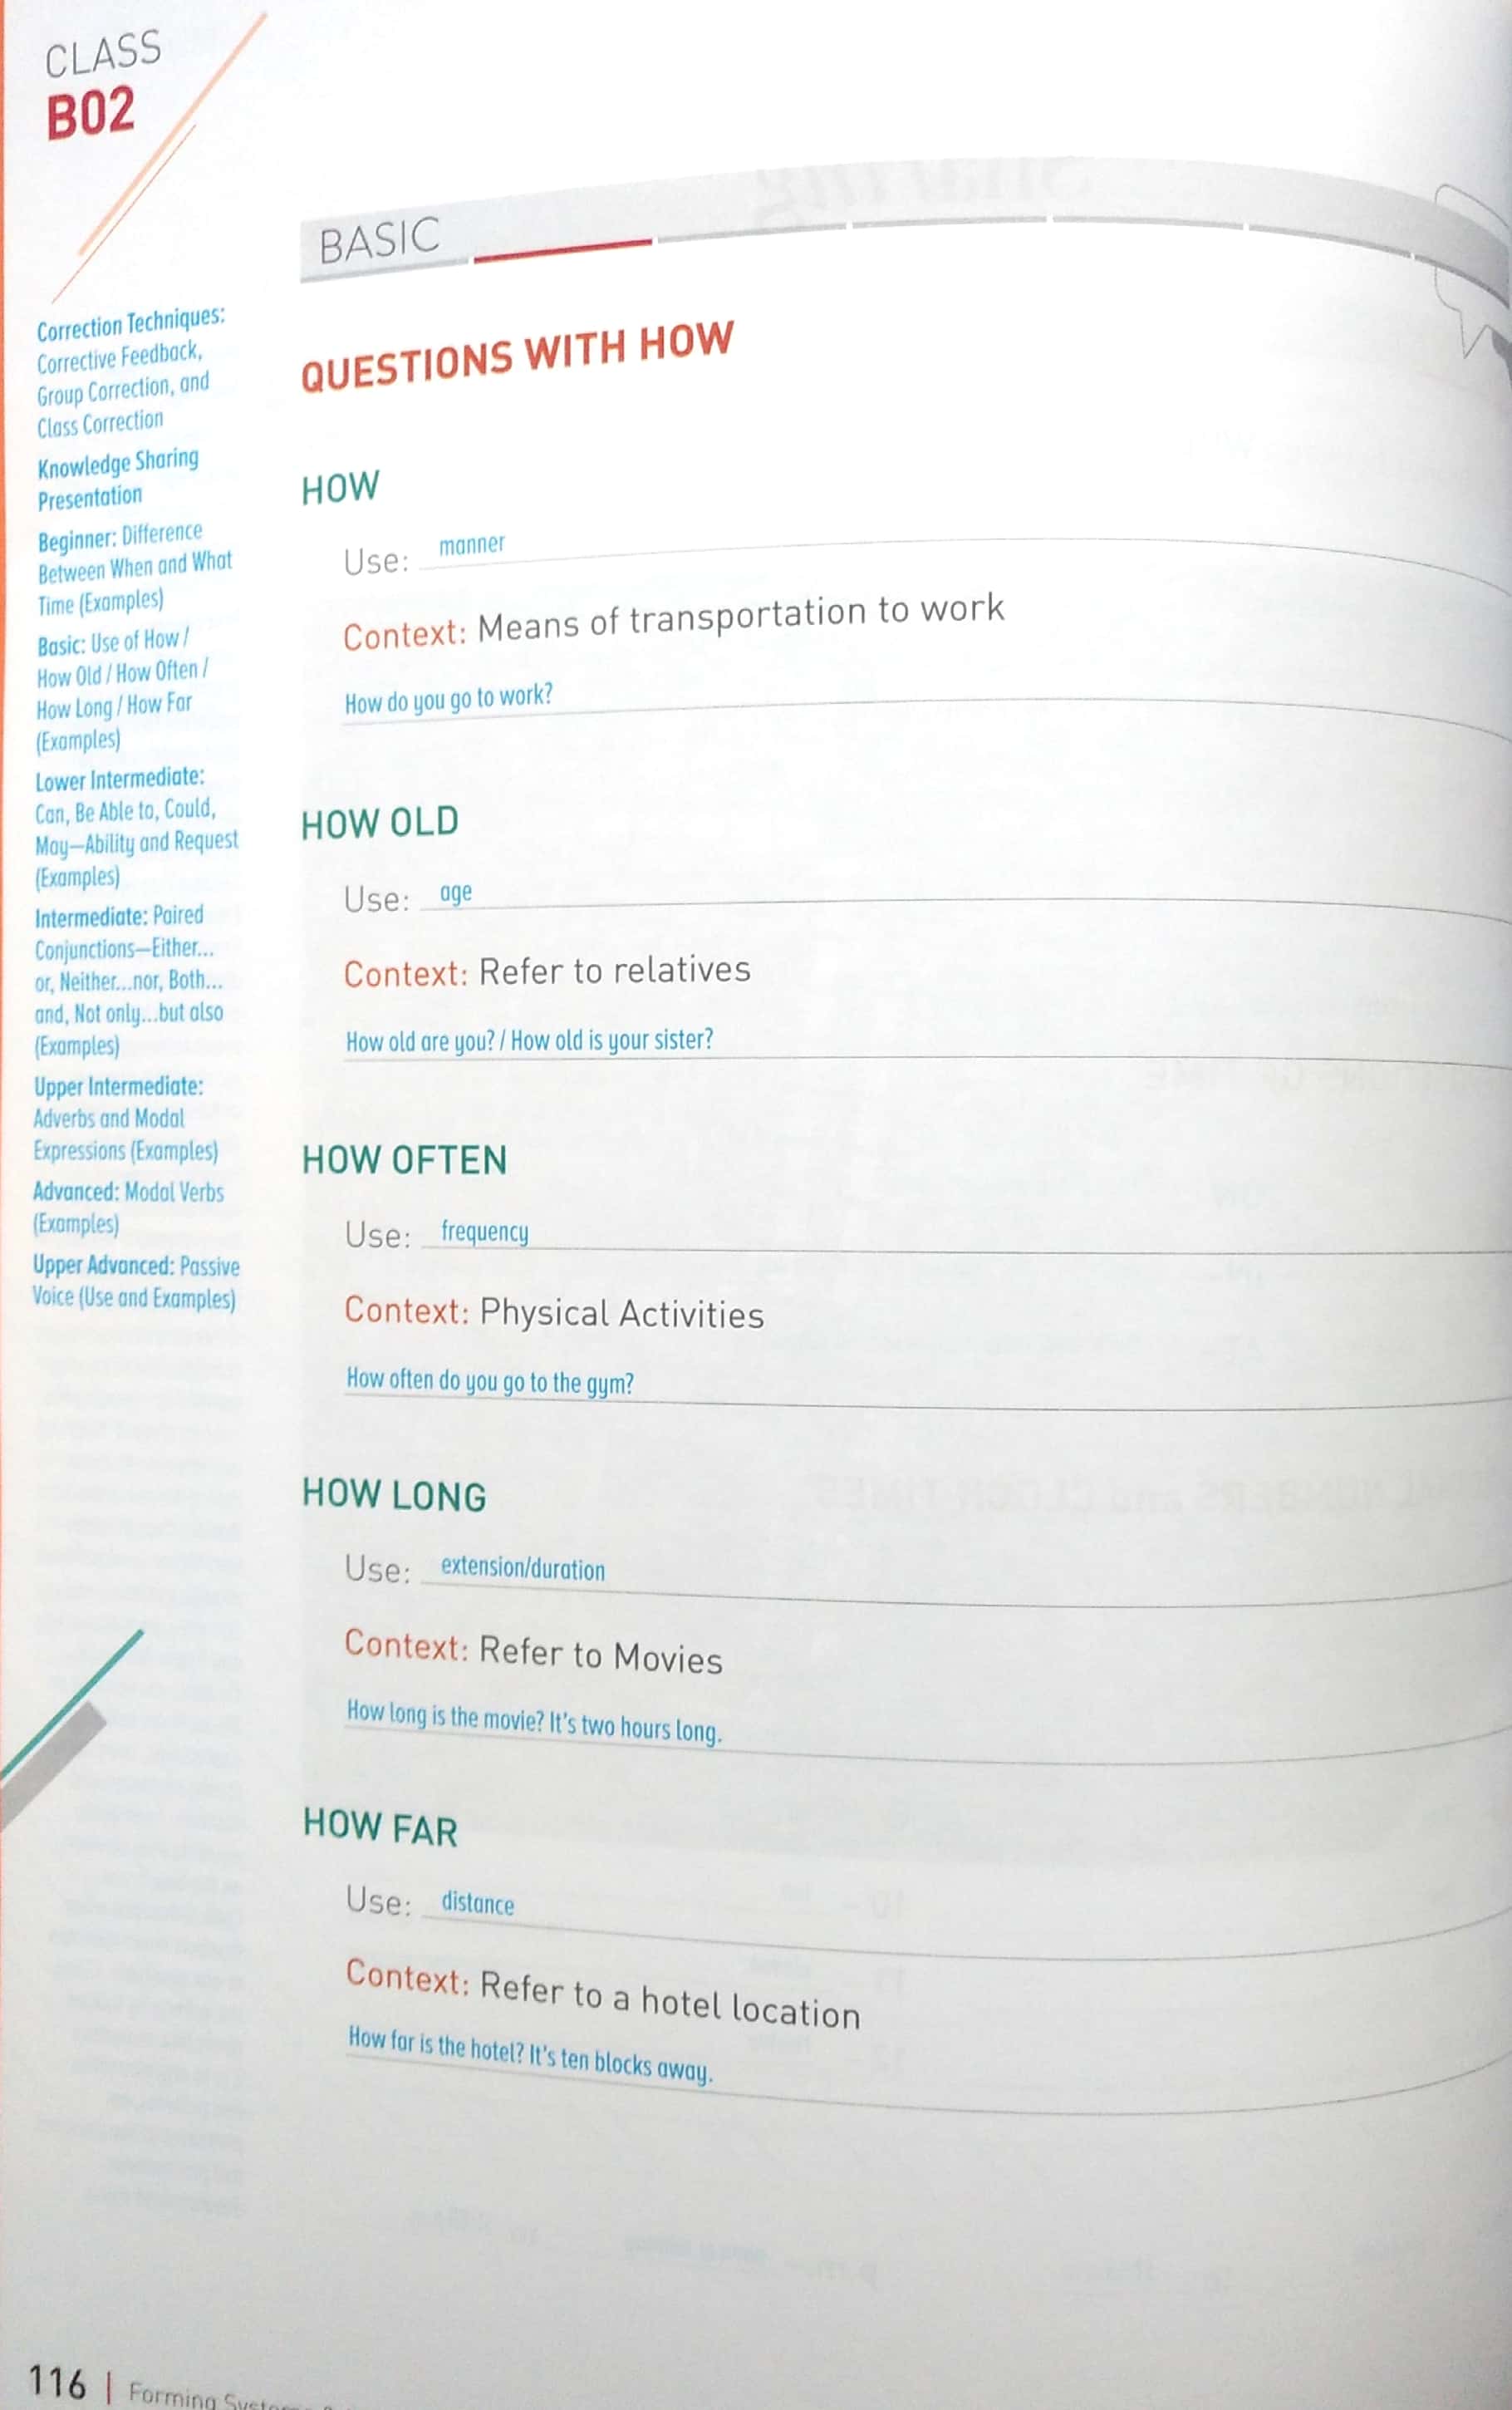 CLASS
B02
BASIC
Correction Techniques:
Corrective Feedback,
Group Correction, and
Class Correction
Knowledge Sharing
Presentation
Beginner: Difference
Between When and What
Time (Examples)
Basic: Use of How /
How Old / How Often /
How Long / How Far
(Examples)
Lower Intermediate:
Can, Be Able to, Could,
May—Ability and Request
(Examples)
Intermediate: Paired
Conjunctions—Either...
or, Neither...nor, Both...
and, Not only...but also
(Examples)
Upper Intermediate:
Adverbs and Modal
Expressions (Examples)
Advanced: Modal Verbs
(Examples)
Upper Advanced: Passive
Voice (Use and Examples)
QUESTIONS WITH HOW
HOW
Use: manner
Context: Means of transportation to work
How do you go to work?
HOW OLD
Use: age
Context: Refer to relatives
How old are you? / How old is your sister?
HOW OFTEN
Use: frequency
Context: Physical Activities
How often do you go to the gym?
HOW LONG
Use: extension/duration
Context: Refer to Movies
How long is the movie? It's two hours long.
HOW FAR
Use: distance
Context: Refer to a hotel location
How far is the hotel? It's ten blocks away.
116 | Forming